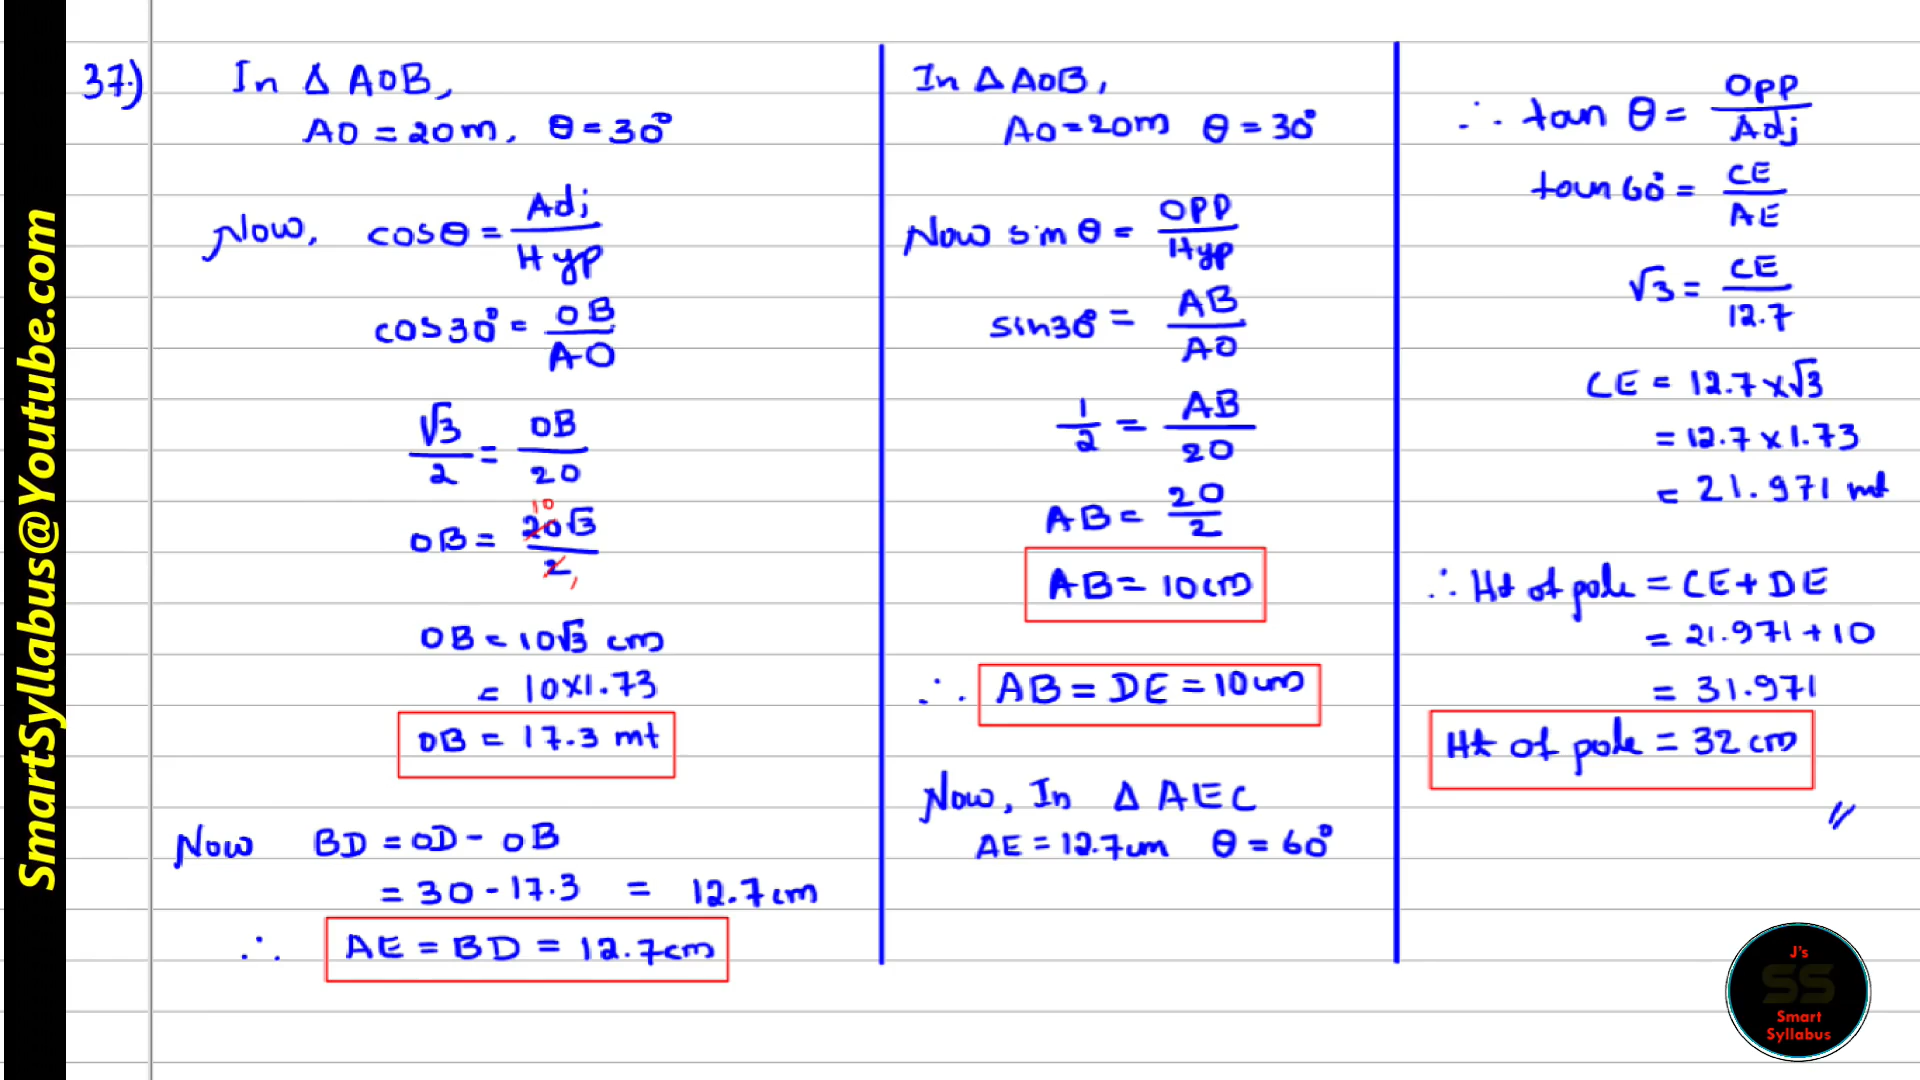 SmartSyllabus@Youtube.com
37.) In Δ AOB,
AO = 20m, θ = 30°
Now, cosθ = Adj / Hyp
cos30° = OB / AO
√3 / 2 = OB / 20
10
OB = 20√3 / 2
1
OB = 10√3 cm
= 10×1.73
OB = 17.3 mt
Now BD = OD - OB
= 30 - 17.3 = 12.7cm
∴ AE = BD = 12.7cm
In Δ AOB,
AO = 20m θ = 30°
Now sin θ = OPP / Hyp
sin30° = AB / AO
1 / 2 = AB / 20
AB = 20 / 2
AB = 10cm
∴ AB = DE = 10cm
Now, In Δ AEC
AE = 12.7cm θ = 60°
∴ tan θ = OPP / Adj
tan60° = CE / AE
√3 = CE / 12.7
CE = 12.7 × √3
= 12.7 × 1.73
= 21.971 mt
∴ Ht of pole = CE + DE
= 21.971 + 10
= 31.971
Ht of pole = 32cm
//
J's
SS
Smart
Syllabus